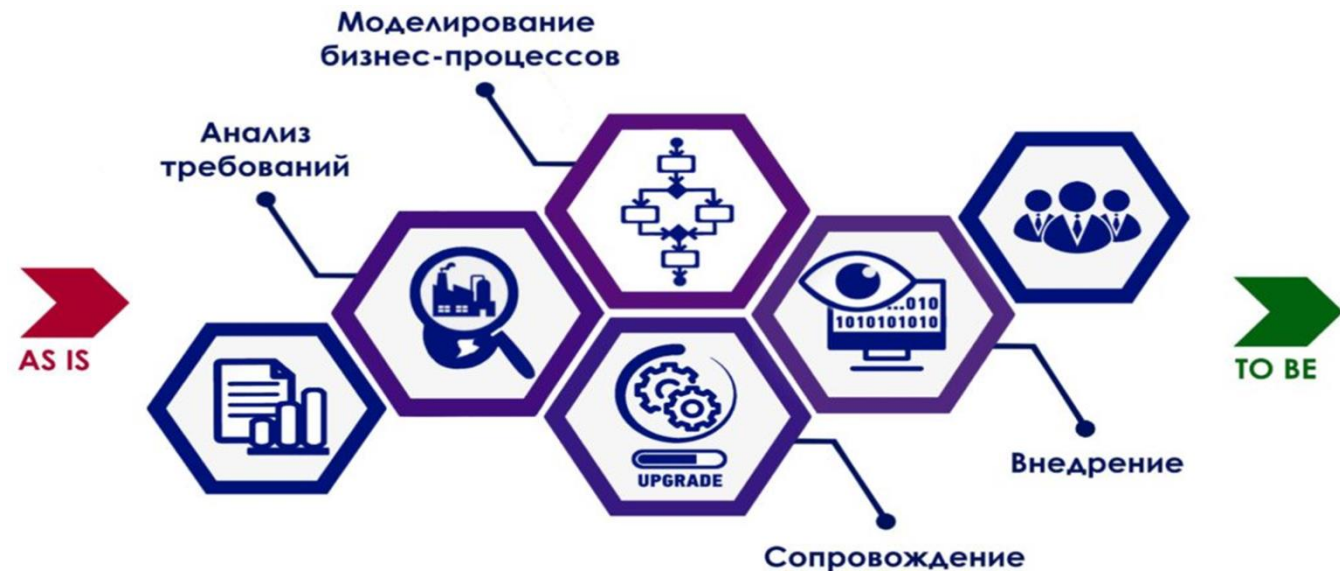 Моделирование
бизнес-процессов
Анализ
требований
AS IS
...010
1010101010
UPGRADE
TO BE
Внедрение
Сопровождение